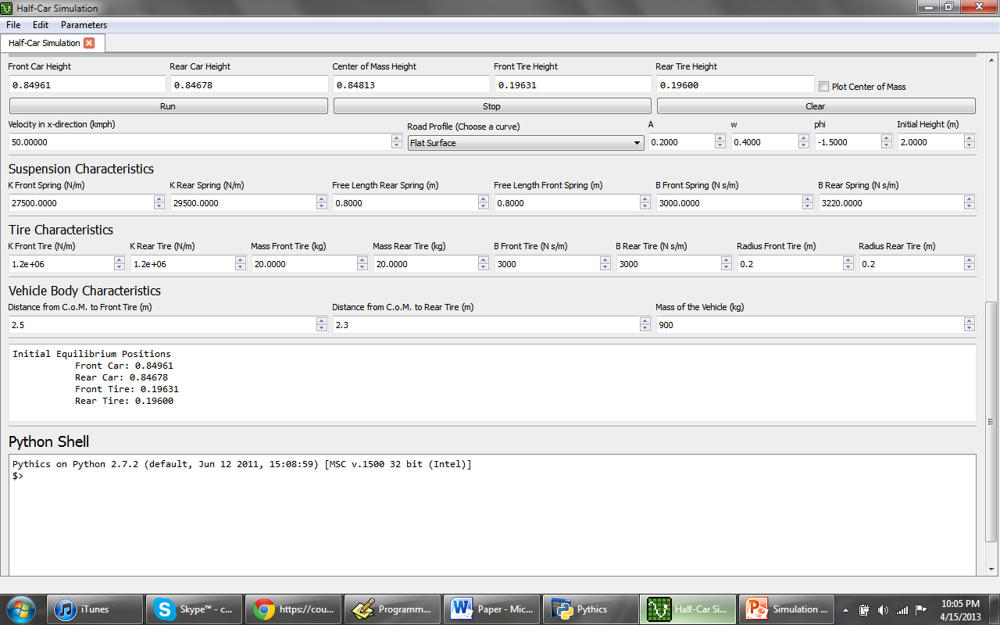 Half-Car Simulation
File Edit Parameters
Half-Car Simulation
Front Car Height Rear Car Height Center of Mass Height Front Tire Height Rear Tire Height
0.84961 0.84678 0.84813 0.19631 0.19600 Plot Center of Mass
Run Stop Clear
Velocity in x-direction (kmph) Road Profile (Choose a curve) A w phi Initial Height (m)
50.00000 Flat Surface 0.2000 0.4000 -1.5000 2.0000
Suspension Characteristics
K Front Spring (N/m) K Rear Spring (N/m) Free Length Rear Spring (m) Free Length Front Spring (m) B Front Spring (N s/m) B Rear Spring (N s/m)
27500.0000 29500.0000 0.8000 0.8000 3000.0000 3220.0000
Tire Characteristics
K Front Tire (N/m) K Rear Tire (N/m) Mass Front Tire (kg) Mass Rear Tire (kg) B Front Tire (N s/m) B Rear Tire (N s/m) Radius Front Tire (m) Radius Rear Tire (m)
1.2e+06 1.2e+06 20.0000 20.0000 3000 3000 0.2 0.2
Vehicle Body Characteristics
Distance from C.o.M. to Front Tire (m) Distance from C.o.M. to Rear Tire (m) Mass of the Vehicle (kg)
2.5 2.3 900
Initial Equilibrium Positions
Front Car: 0.84961
Rear Car: 0.84678
Front Tire: 0.19631
Rear Tire: 0.19600
Python Shell
Pythics on Python 2.7.2 (default, Jun 12 2011, 15:08:59) [MSC v.1500 32 bit (Intel)]
$>
iTunes Skype™ - c... https://cou... Programm... Paper - Mic... Pythics Half-Car Si... Simulation ... 10:05 PM
4/15/2013